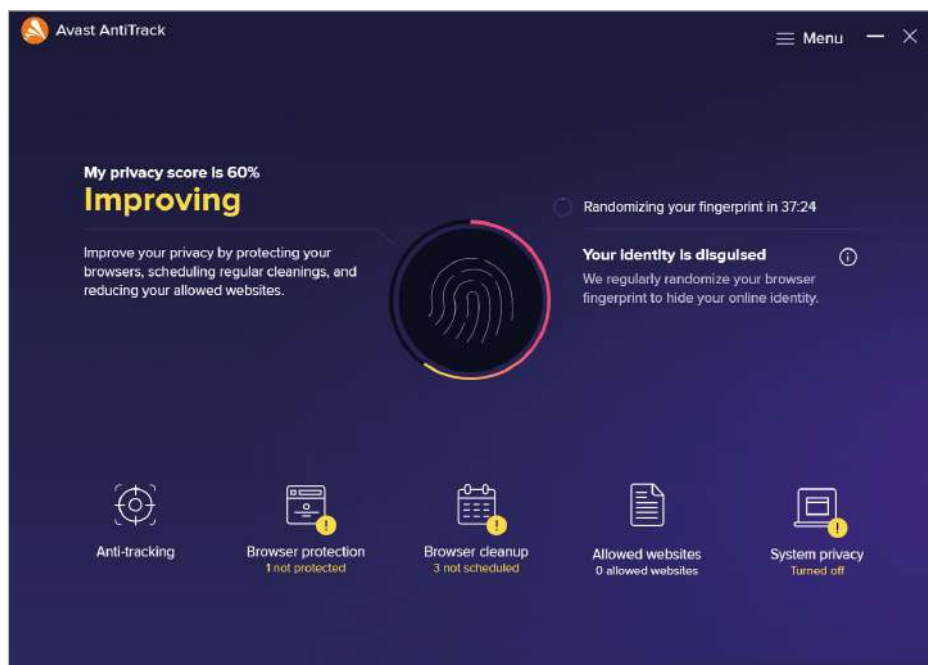 Avast AntiTrack
Menu
My privacy score is 60%
Improving
Improve your privacy by protecting your
browsers, scheduling regular cleanings, and
reducing your allowed websites.
Randomizing your fingerprint in 37:24
Your identity is disguised
We regularly randomize your browser
fingerprint to hide your online identity.
Anti-tracking
Browser protection
1 not protected
Browser cleanup
3 not scheduled
Allowed websites
0 allowed websites
System privacy
Turned off